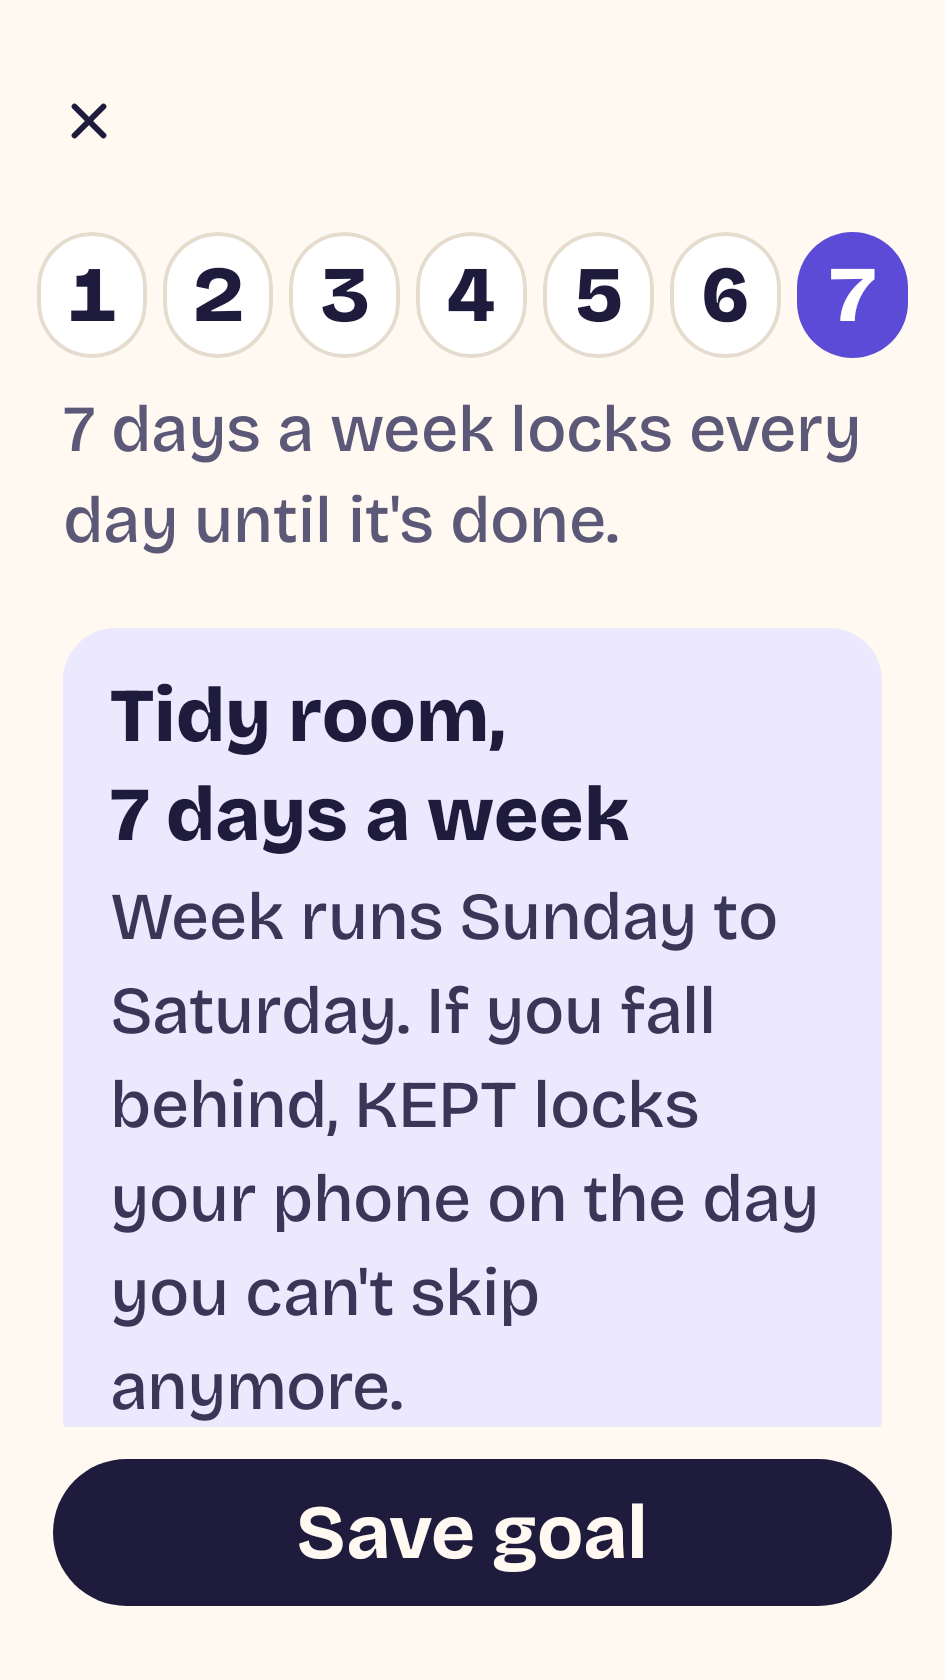 1 2 3 4 5 6 7
7 days a week locks every
day until it's done.
Tidy room,
7 days a week
Week runs Sunday to
Saturday. If you fall
behind, KEPT locks
your phone on the day
you can't skip
anymore.
Save goal